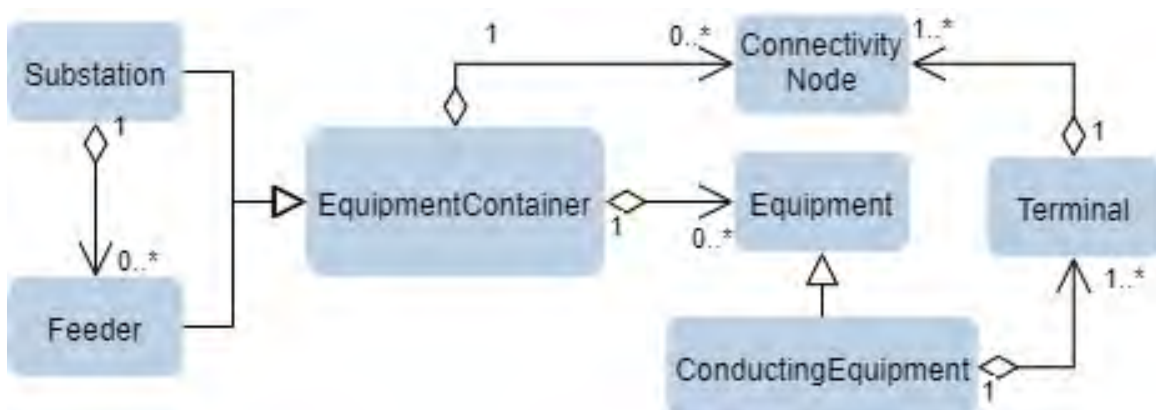 Substation
1
0..*
Feeder
EquipmentContainer
1
0..*
Connectivity
Node
1..*
1
Terminal
1
0..*
Equipment
ConductingEquipment
1
1..*